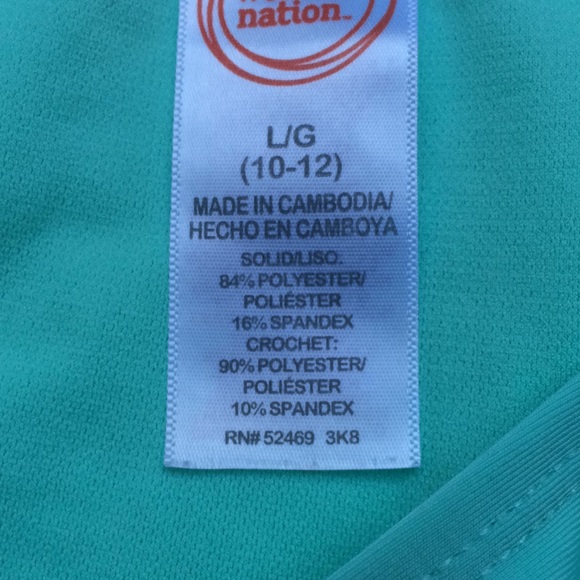 nation™
L/G
(10-12)
MADE IN CAMBODIA/
HECHO EN CAMBOYA
SOLID/LISO:
84% POLYESTER/
POLIÉSTER
16% SPANDEX
CROCHET:
90% POLYESTER/
POLIÉSTER
10% SPANDEX
RN# 52469 3K8